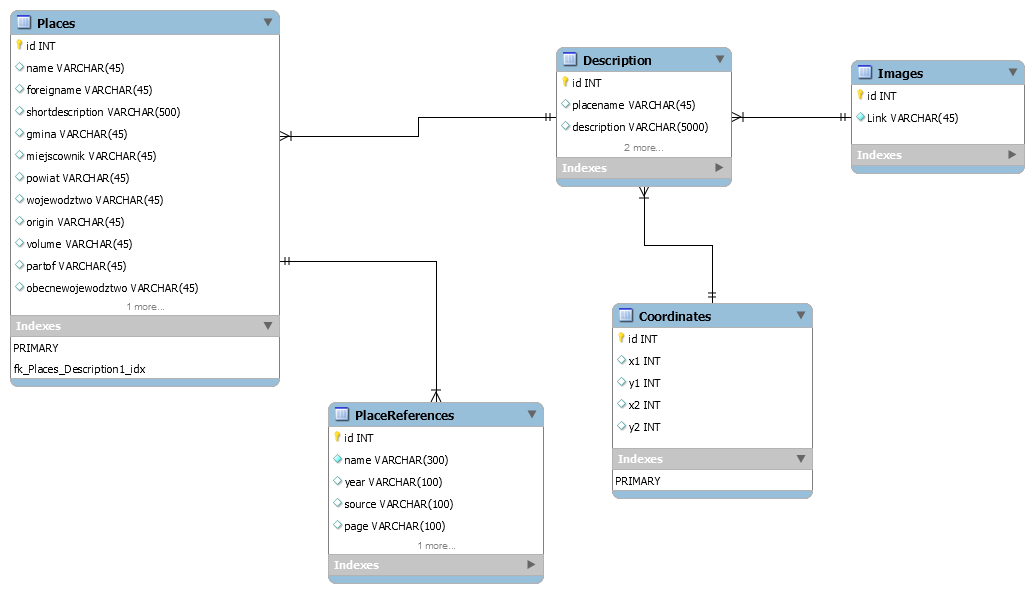 Places
id INT
name VARCHAR(45)
foreigname VARCHAR(45)
shortdescription VARCHAR(500)
gmina VARCHAR(45)
miejscownik VARCHAR(45)
powiat VARCHAR(45)
wojewodztwo VARCHAR(45)
origin VARCHAR(45)
volume VARCHAR(45)
partof VARCHAR(45)
obecnewojewodztwo VARCHAR(45)
1 more...
Indexes
PRIMARY
fk_Places_Description1_idx
Description
id INT
placename VARCHAR(45)
description VARCHAR(5000)
2 more...
Indexes
Images
id INT
Link VARCHAR(45)
Indexes
PlaceReferences
id INT
name VARCHAR(300)
year VARCHAR(100)
source VARCHAR(100)
page VARCHAR(100)
1 more...
Indexes
Coordinates
id INT
x1 INT
y1 INT
x2 INT
y2 INT
Indexes
PRIMARY